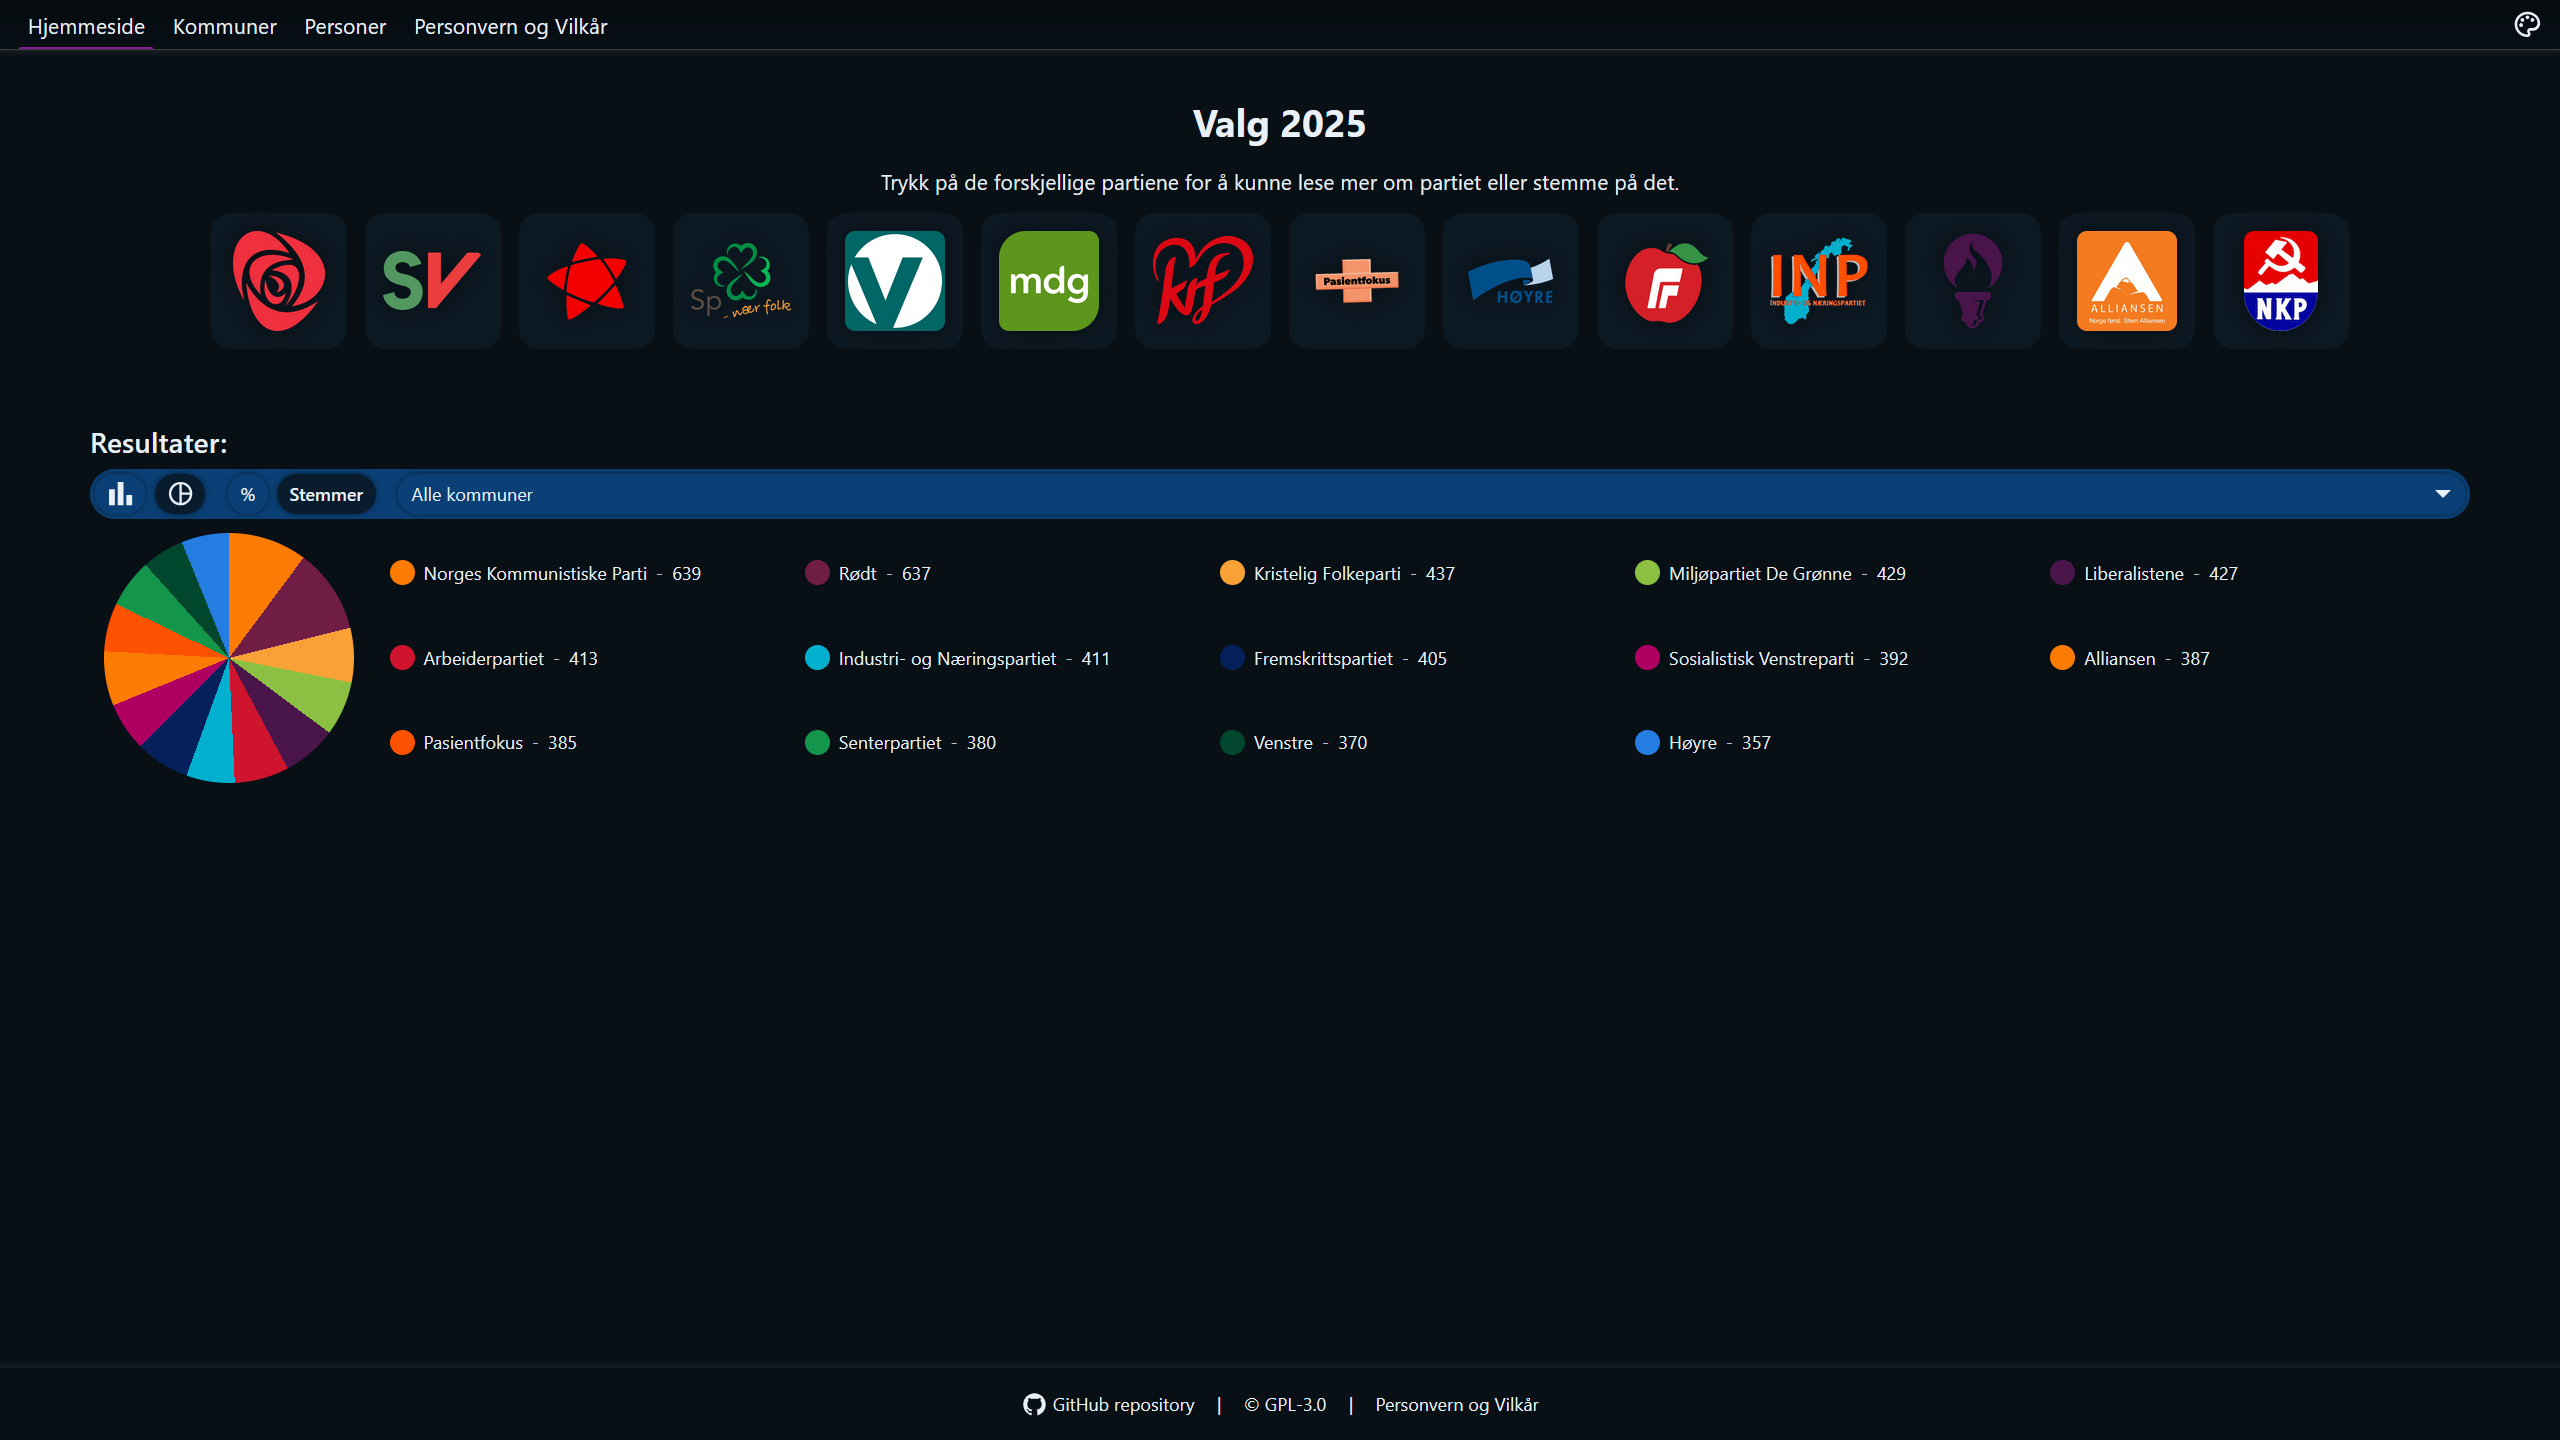 Hjemmeside Kommuner Personer Personvern og Vilkår
Valg 2025
Trykk på de forskjellige partiene for å kunne lese mer om partiet eller stemme på det.
SV
Sp - nær folk
V
mdg
krf
Pasientfokus
HØYRE
F
INP
INDUSTRI OG NÆRINGSPARTIET
ALLIANSEN
Norge først. Stem Alliansen
NKP
Resultater:
% Stemmer Alle kommuner
Norges Kommunistiske Parti - 639
Rødt - 637
Kristelig Folkeparti - 437
Miljøpartiet De Grønne - 429
Liberalistene - 427
Arbeiderpartiet - 413
Industri- og Næringspartiet - 411
Fremskrittspartiet - 405
Sosialistisk Venstreparti - 392
Alliansen - 387
Pasientfokus - 385
Senterpartiet - 380
Venstre - 370
Høyre - 357
GitHub repository | © GPL-3.0 | Personvern og Vilkår